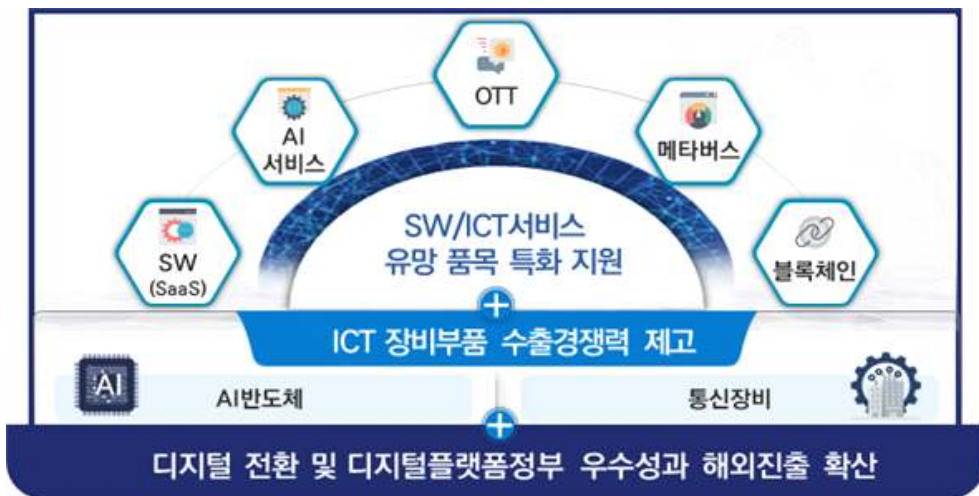 OTT
AI
서비스
메타버스
SW
(SaaS)
블록체인
SW/ICT서비스
유망 품목 특화 지원
ICT 장비부품 수출경쟁력 제고
AI
AI반도체
통신장비
디지털 전환 및 디지털플랫폼정부 우수성과 해외진출 확산